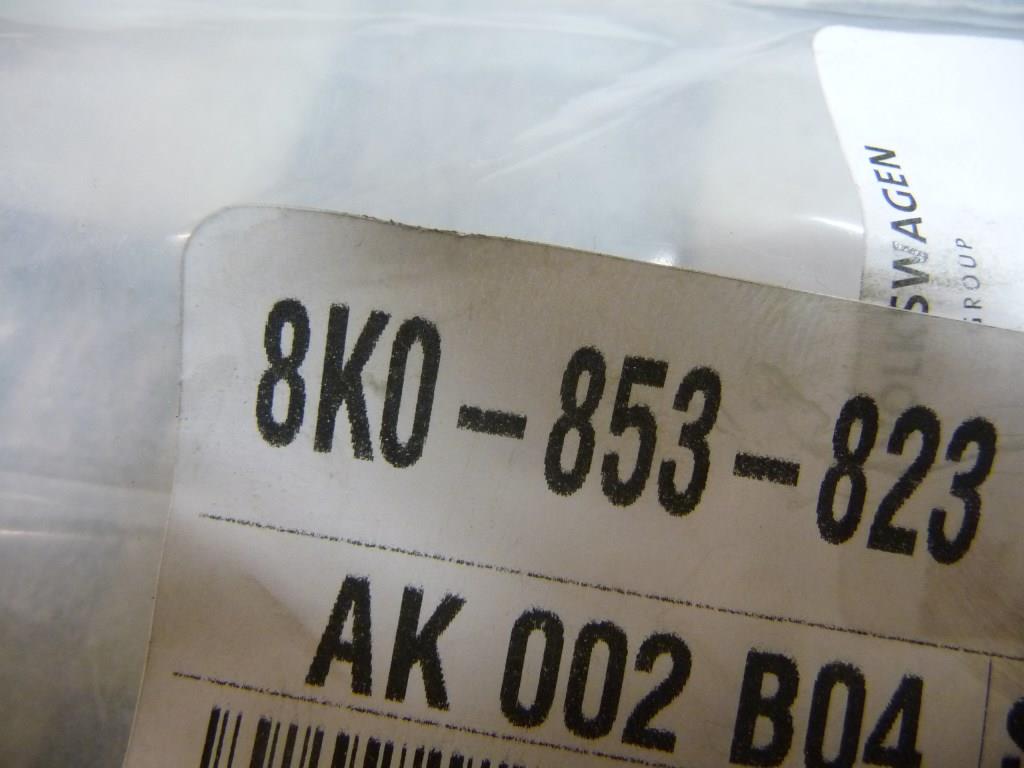 SWAGEN
GROUP
8K0-853-823
AK 002 B04